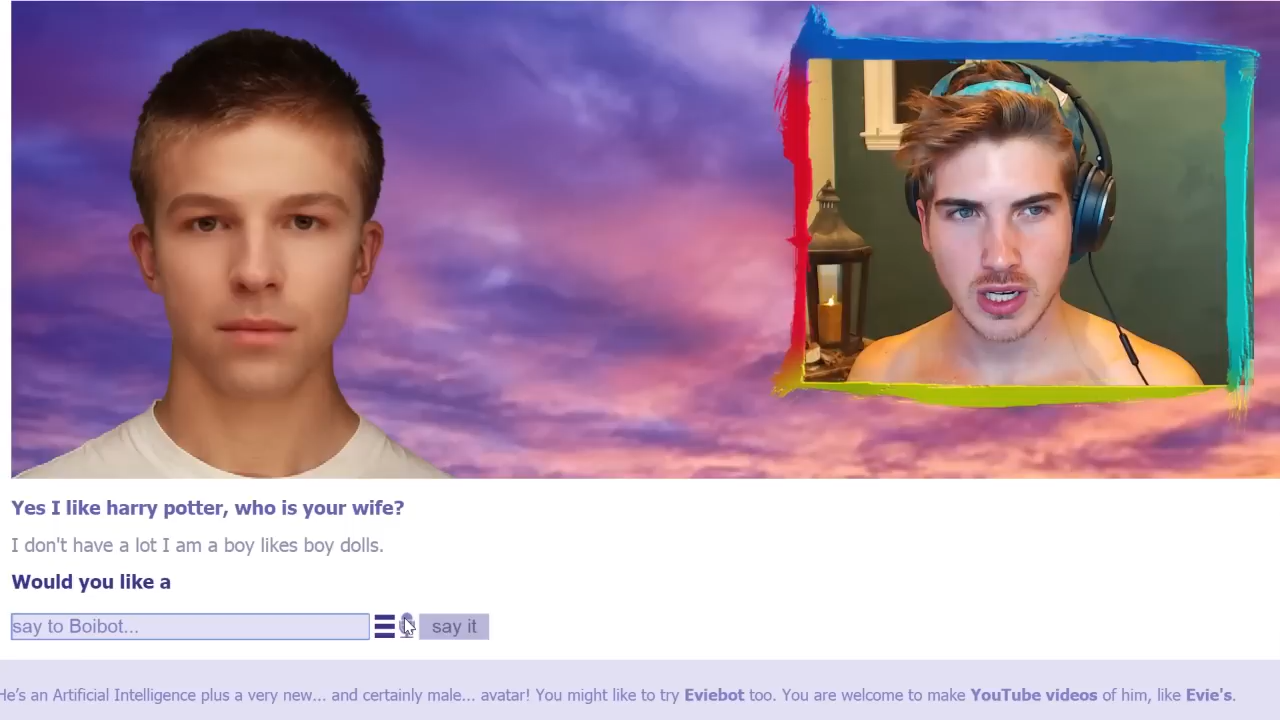 Yes I like harry potter, who is your wife?
I don't have a lot I am a boy likes boy dolls.
Would you like a
say to Boibot... say it
He's an Artificial Intelligence plus a very new... and certainly male... avatar! You might like to try Eviebot too. You are welcome to make YouTube videos of him, like Evie's.